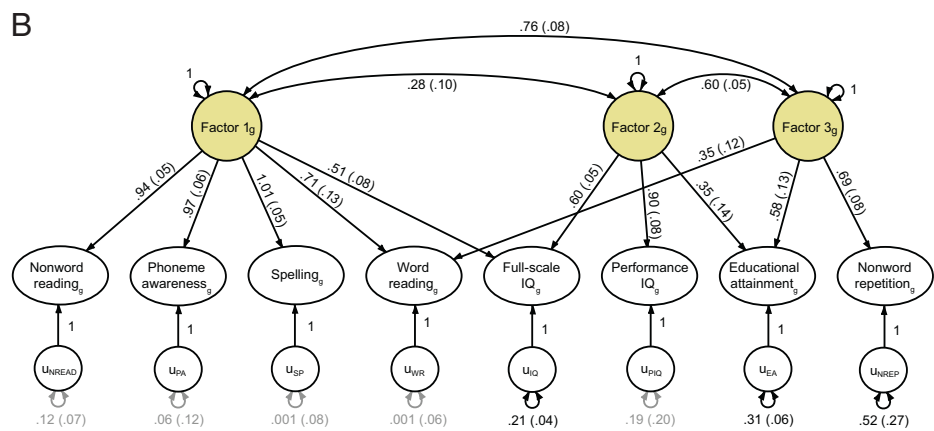 B
.76 (.08)
1
.28 (.10)
1
.60 (.05)
1
Factor 1g
Factor 2g
Factor 3g
.94 (.05)
.97 (.06)
1.01 (.05)
.71 (.13)
.51 (.08)
.60 (.05)
.90 (.08)
.35 (.14)
.35 (.12)
.58 (.13)
.69 (.08)
Nonword
readingg
Phoneme
awarenessg
Spellingg
Word
readingg
Full-scale
IQg
Performance
IQg
Educational
attainmentg
Nonword
repetitiong
1
1
1
1
1
1
1
1
uNREAD
uPA
uSP
uWR
uIQ
uPIQ
uEA
uNREP
.12 (.07)
.06 (.12)
.001 (.08)
.001 (.06)
.21 (.04)
.19 (.20)
.31 (.06)
.52 (.27)